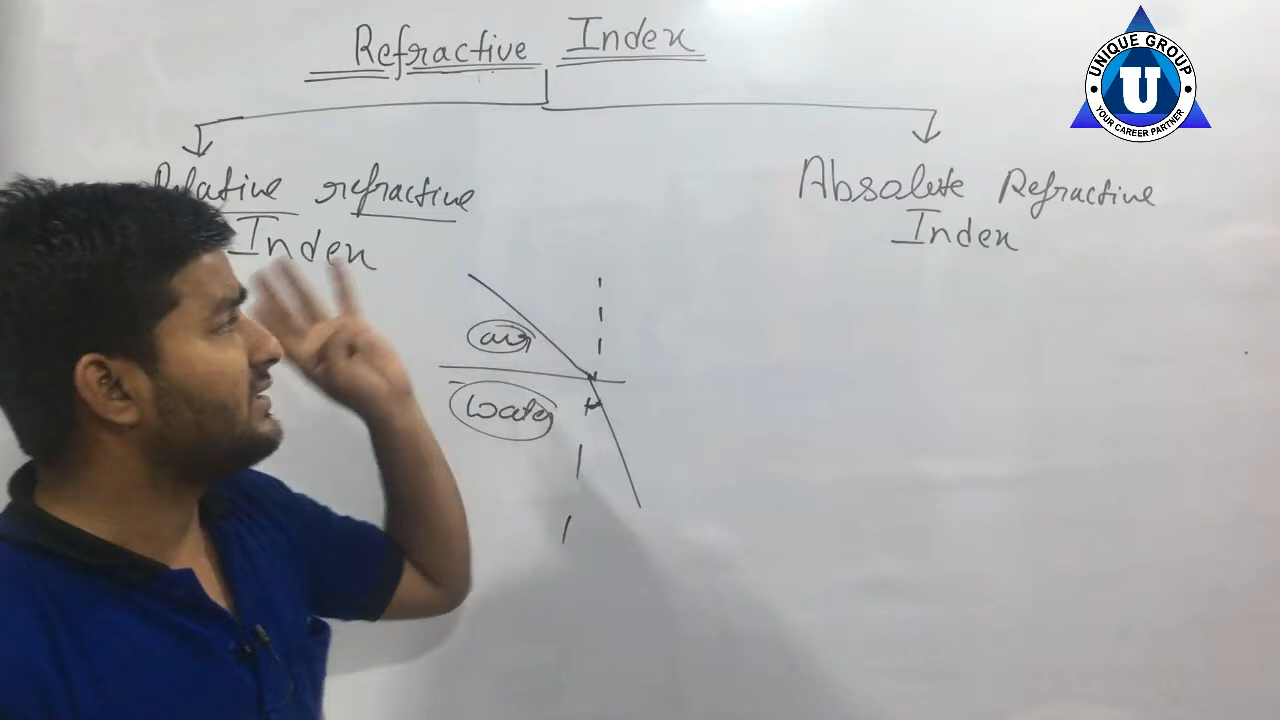 Refractive Index
Relative refractive
Index
Absolute Refractive
Index
air
Water
UNIQUE GROUP
U
YOUR CAREER PARTNER